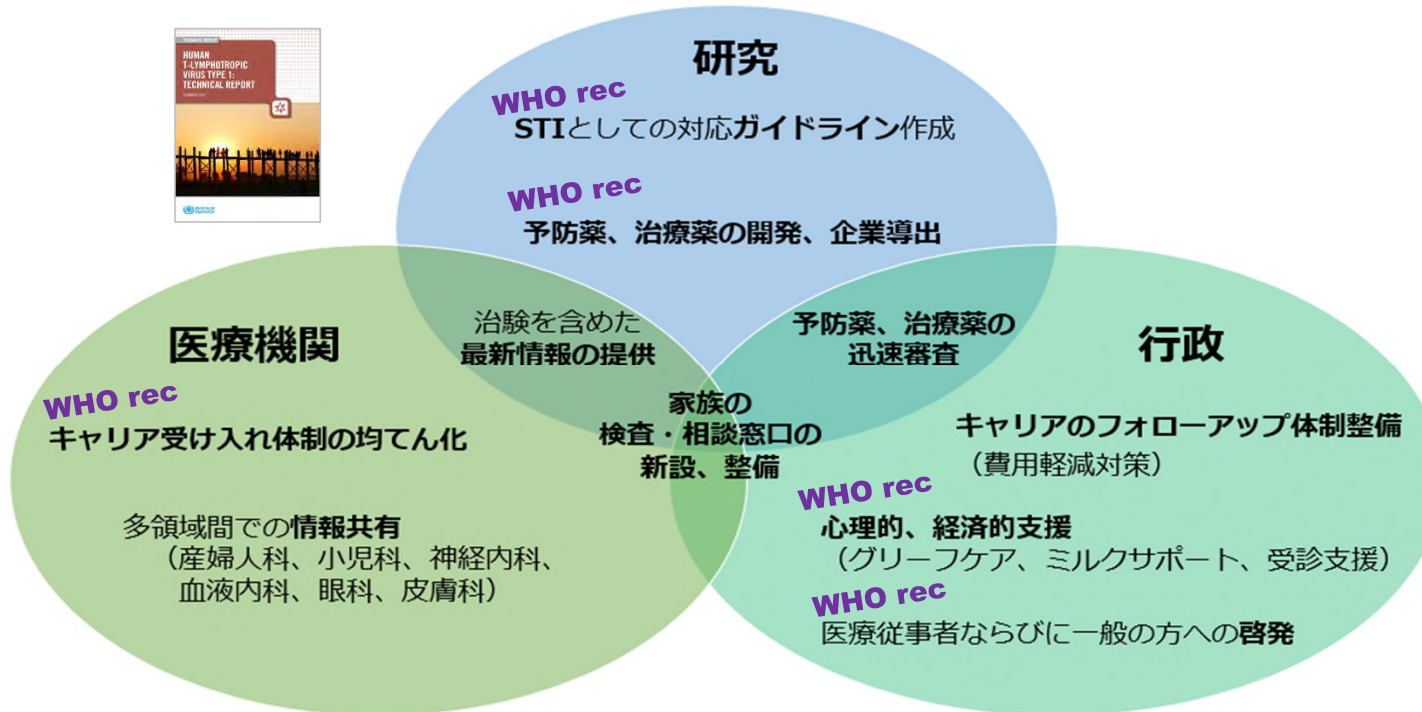 HUMAN
T-LYMPHOTROPIC
VIRUS TYPE 1:
TECHNICAL REPORT
研究
WHO rec
STIとしての対応ガイドライン作成
WHO rec
予防薬、治療薬の開発、企業導出
治験を含めた
最新情報の提供
予防薬、治療薬の
迅速審査
家族の
検査・相談窓口の
新設、整備
医療機関
WHO rec
キャリア受け入れ体制の均てん化
多領域間での情報共有
（産婦人科、小児科、神経内科、
血液内科、眼科、皮膚科）
行政
キャリアのフォローアップ体制整備
（費用軽減対策）
WHO rec
心理的、経済的支援
（グリーフケア、ミルクサポート、受診支援）
WHO rec
医療従事者ならびに一般の方への啓発